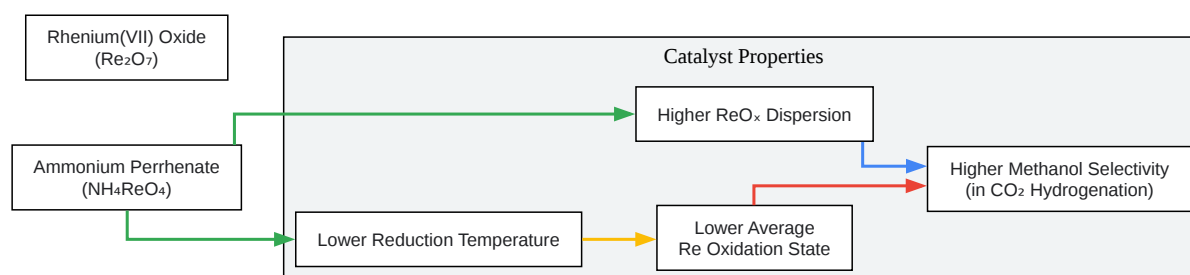 Rhenium(VII) Oxide
(Re₂O₇)
Catalyst Properties
Higher ReOₓ Dispersion
Ammonium Perrhenate
(NH₄ReO₄)
Higher Methanol Selectivity
(in CO₂ Hydrogenation)
Lower Reduction Temperature
Lower Average
Re Oxidation State